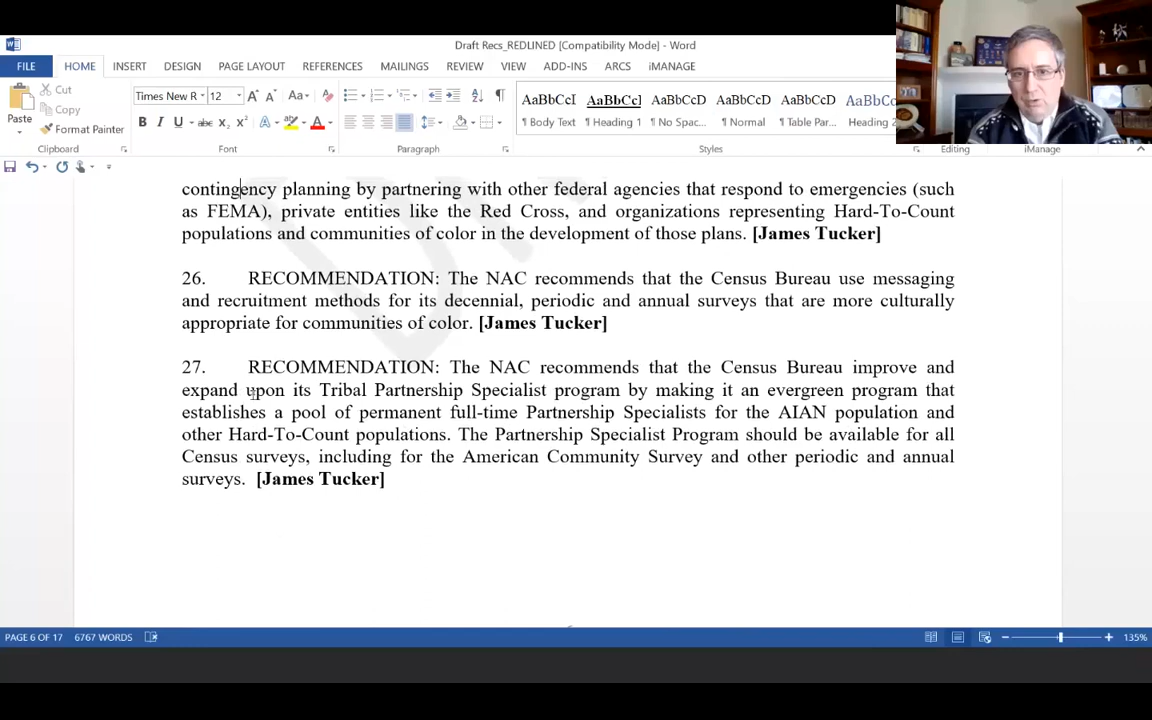 Draft Recs_REDLINED [Compatibility Mode] - Word
FILE HOME INSERT DESIGN PAGE LAYOUT REFERENCES MAILINGS REVIEW VIEW ADD-INS ARCS iMANAGE
Cut
Copy
Paste
Format Painter
Times New R 12
AaBbCcI AaBbCcI AaBbCcD AaBbCcD AaBbCcD AaBbCc
¶ Body Text ¶ Heading 1 ¶ No Spac... ¶ Normal ¶ Table Par... Heading 2
Clipboard Font Paragraph Styles Editing iManage
contingency planning by partnering with other federal agencies that respond to emergencies (such
as FEMA), private entities like the Red Cross, and organizations representing Hard-To-Count
populations and communities of color in the development of those plans. [James Tucker]
26. RECOMMENDATION: The NAC recommends that the Census Bureau use messaging
and recruitment methods for its decennial, periodic and annual surveys that are more culturally
appropriate for communities of color. [James Tucker]
27. RECOMMENDATION: The NAC recommends that the Census Bureau improve and
expand upon its Tribal Partnership Specialist program by making it an evergreen program that
establishes a pool of permanent full-time Partnership Specialists for the AIAN population and
other Hard-To-Count populations. The Partnership Specialist Program should be available for all
Census surveys, including for the American Community Survey and other periodic and annual
surveys. [James Tucker]
PAGE 6 OF 17 6767 WORDS 135%